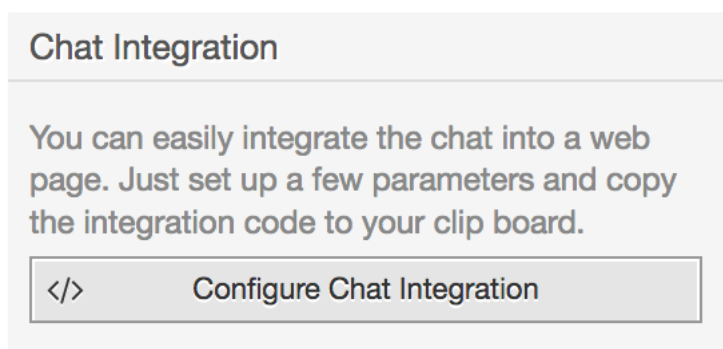 Chat Integration
You can easily integrate the chat into a web
page. Just set up a few parameters and copy
the integration code to your clip board.
</> Configure Chat Integration